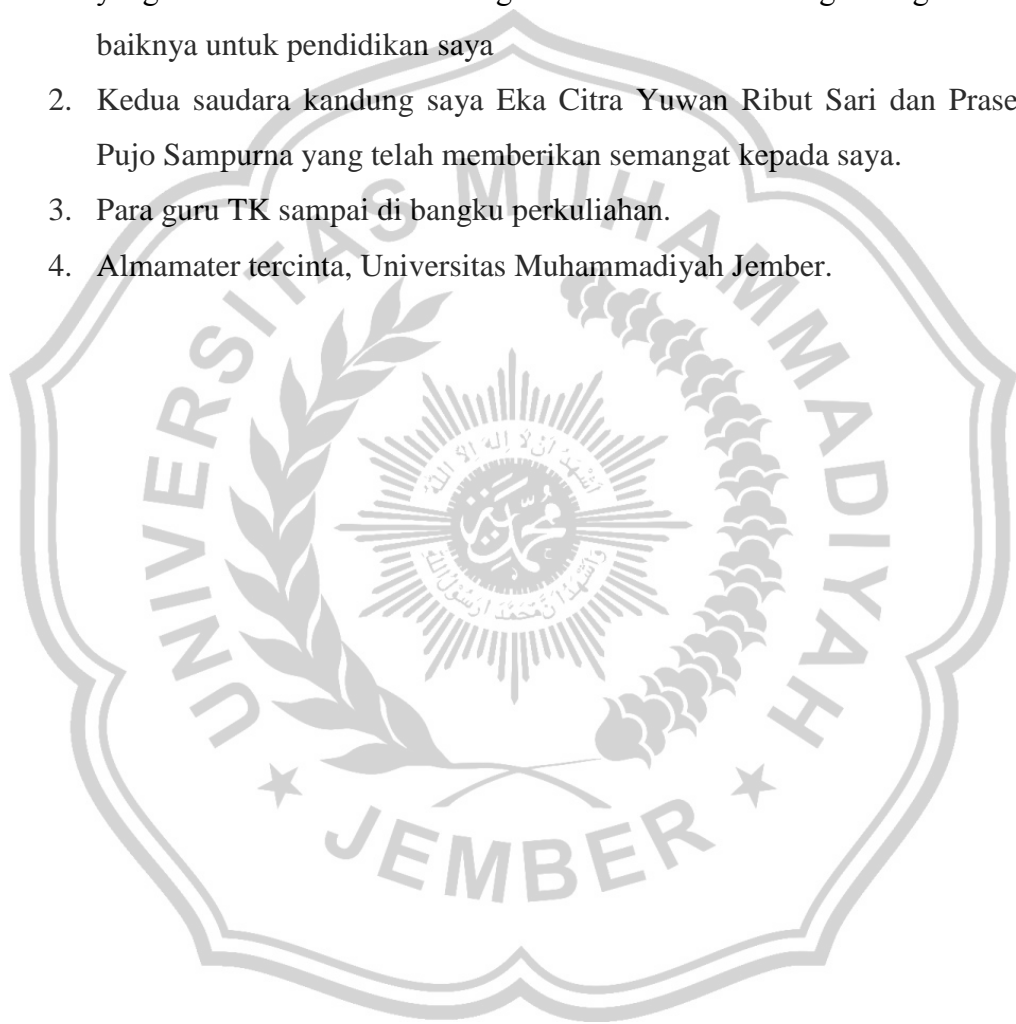 baiknya untuk pendidikan saya
2. Kedua saudara kandung saya Eka Citra Yuwan Ribut Sari dan Prase
Pujo Sampurna yang telah memberikan semangat kepada saya.
3. Para guru TK sampai di bangku perkuliahan.
4. Almamater tercinta, Universitas Muhammadiyah Jember.
UNIVERSITAS MUHAMMADIYAH
JEMBER